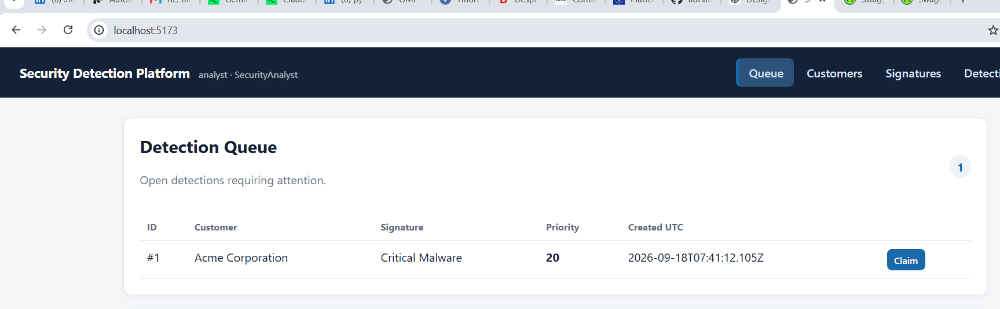 localhost:5173
Security Detection Platform analyst · SecurityAnalyst Queue Customers Signatures
Detection Queue
1
Open detections requiring attention.
ID Customer Signature Priority Created UTC
#1 Acme Corporation Critical Malware 20 2026-09-18T07:41:12.105Z Claim